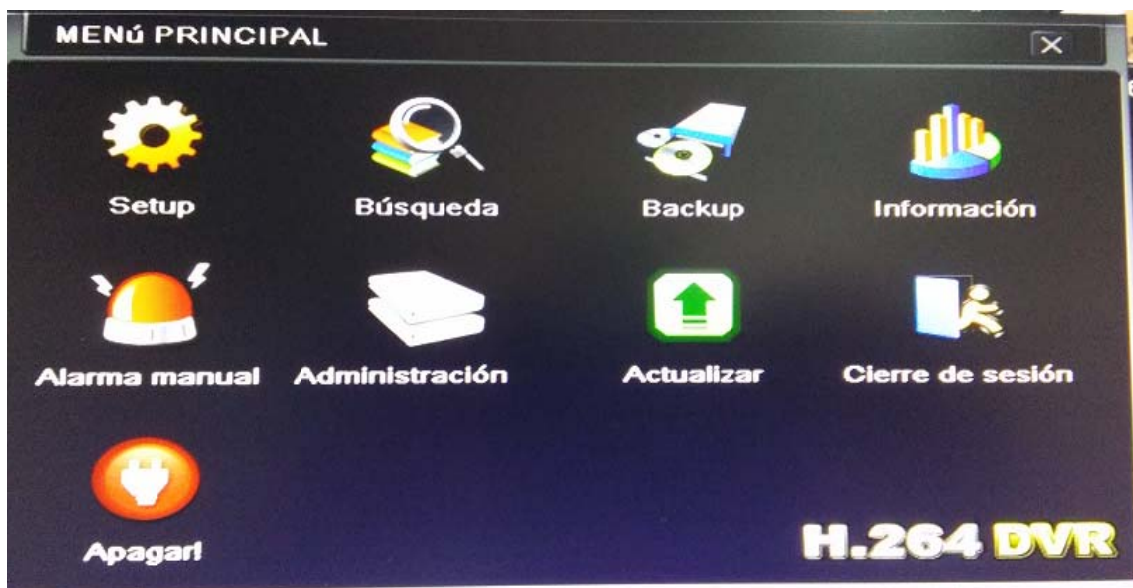 MENú PRINCIPAL
Setup
Búsqueda
Backup
Información
Alarma manual
Administración
Actualizar
Cierre de sesión
Apagar!
H.264 DVR